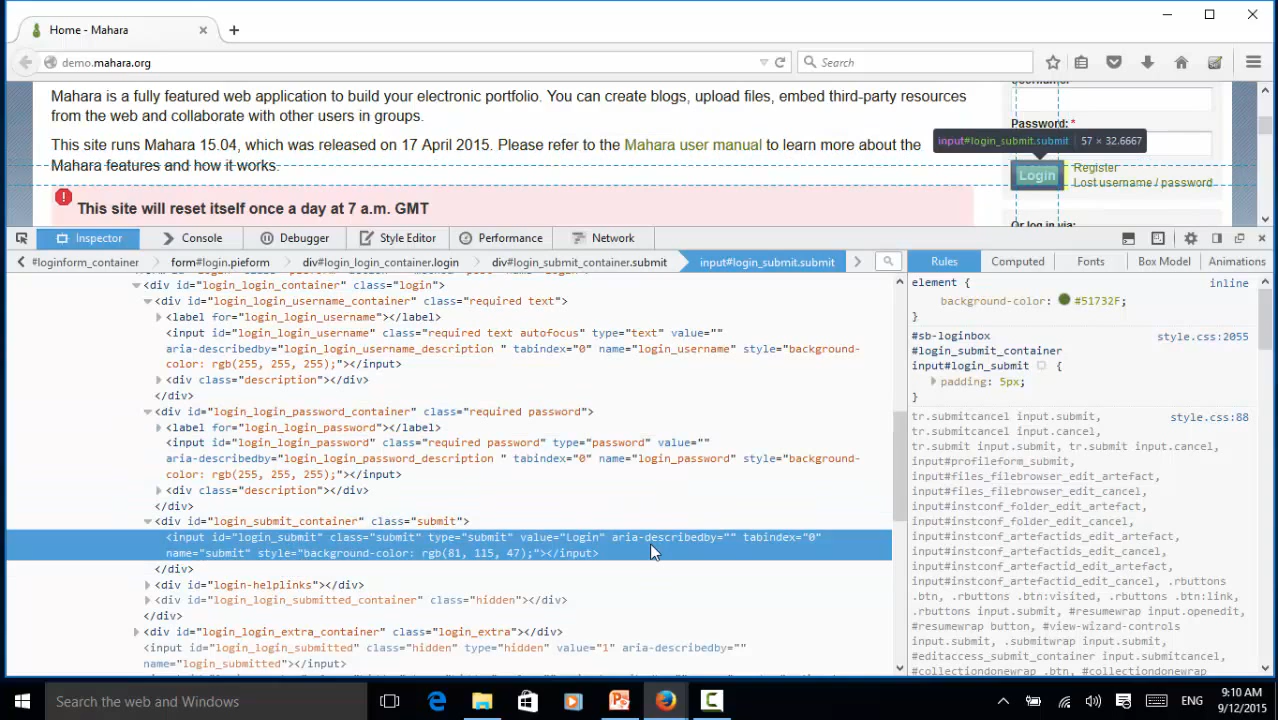 Home - Mahara
demo.mahara.org
Search
Mahara is a fully featured web application to build your electronic portfolio. You can create blogs, upload files, embed third-party resources
from the web and collaborate with other users in groups.
This site runs Mahara 15.04, which was released on 17 April 2015. Please refer to the Mahara user manual to learn more about the
Mahara features and how it works.
This site will reset itself once a day at 7 a.m. GMT
Password: *
input#login_submit.submit | 57 × 32.6667
Login
Register
Lost username / password
Or log in via:
Inspector
Console
Debugger
Style Editor
Performance
Network
#loginform_container
form#login.pieform
div#login_login_container.login
div#login_submit_container.submit
input#login_submit.submit
Rules
Computed
Fonts
Box Model
Animations
<div id="login_login_container" class="login">
<div id="login_login_username_container" class="required text">
<label for="login_login_username"></label>
<input id="login_login_username" class="required text autofocus" type="text" value=""
aria-describedby="login_login_username_description " tabindex="0" name="login_username" style="background-
color: rgb(255, 255, 255);"></input>
<div class="description"></div>
</div>
<div id="login_login_password_container" class="required password">
<label for="login_login_password"></label>
<input id="login_login_password" class="required password" type="password" value=""
aria-describedby="login_login_password_description " tabindex="0" name="login_password" style="background-
color: rgb(255, 255, 255);"></input>
<div class="description"></div>
</div>
<div id="login_submit_container" class="submit">
<input id="login_submit" class="submit" type="submit" value="Login" aria-describedby="" tabindex="0"
name="submit" style="background-color: rgb(81, 115, 47);"></input>
</div>
<div id="login-helplinks"></div>
<div id="login_login_submitted_container" class="hidden"></div>
</div>
<div id="login_login_extra_container" class="login_extra"></div>
<input id="login_login_submitted" class="hidden" type="hidden" value="1" aria-describedby=""
name="login_submitted"></input>
element {
inline
background-color: #51732F;
}
#sb-loginbox
style.css:2055
#login_submit_container
input#login_submit {
padding: 5px;
}
tr.submitcancel input.submit,
style.css:88
tr.submitcancel input.cancel,
tr.submit input.submit, tr.submit input.cancel,
input#profileform_submit,
input#files_filebrowser_edit_artefact,
input#files_filebrowser_edit_cancel,
input#instconf_artefactid_edit_artefact,
input#instconf_artefactids_edit_artefact,
input#instconf_artefactids_edit_cancel,
input#instconf_artefactid_edit_artefact,
input#instconf_artefactid_edit_cancel, .rbuttons
.btn, .rbuttons .btn:visited, .rbuttons .btn:link,
.rbuttons input.submit, #resumewrap input.openedit,
#resumewrap button, #view-wizard-controls
input.submit, .submitwrap input.submit,
#editaccess_submit_container input.submitcancel,
#collectiondonewrap .btn, #collectiondonewrap
Search the web and Windows
ENG
9:10 AM
9/12/2015